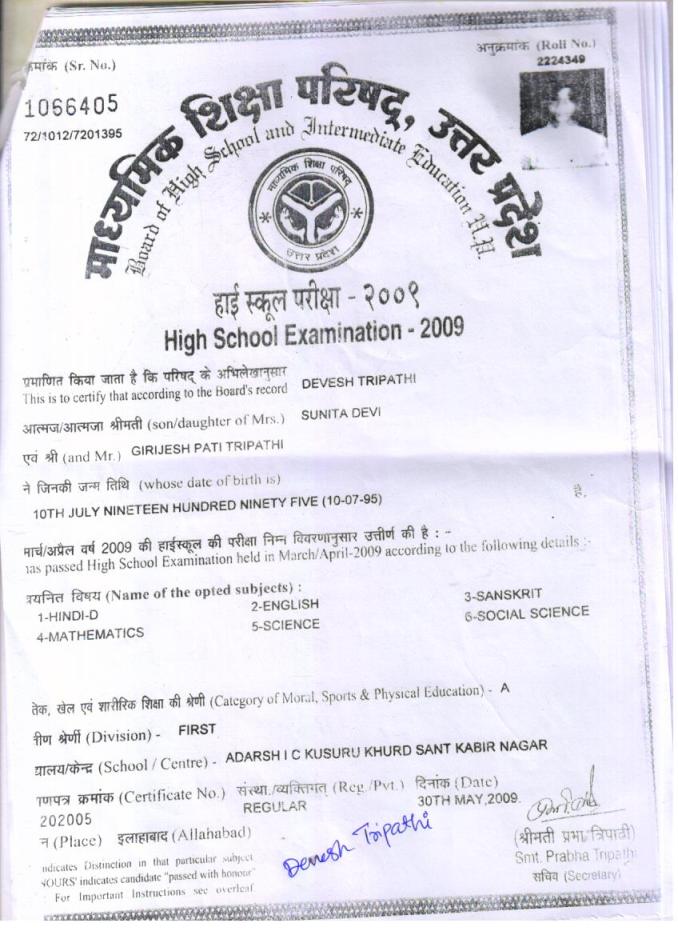 क्रमांक (Sr. No.)
अनुक्रमांक (Roll No.)
2224349
1066405
72/1012/7201395
माध्यमिक शिक्षा परिषद्, उत्तर प्रदेश
Board of High School and Intermediate Education U.P.
माध्यमिक शिक्षा परिषद्
उत्तर प्रदेश
हाई स्कूल परीक्षा - २००९
High School Examination - 2009
प्रमाणित किया जाता है कि परिषद् के अभिलेखानुसार
This is to certify that according to the Board's record DEVESH TRIPATHI
आत्मज/आत्मजा श्रीमती (son/daughter of Mrs.) SUNITA DEVI
एवं श्री (and Mr.) GIRIJESH PATI TRIPATHI
ने जिनकी जन्म तिथि (whose date of birth is)
10TH JULY NINETEEN HUNDRED NINETY FIVE (10-07-95) है,
मार्च/अप्रैल वर्ष 2009 की हाईस्कूल की परीक्षा निम्न विवरणानुसार उत्तीर्ण की है : -
has passed High School Examination held in March/April-2009 according to the following details :-
चयनित विषय (Name of the opted subjects) :
1-HINDI-D 2-ENGLISH 3-SANSKRIT
4-MATHEMATICS 5-SCIENCE 6-SOCIAL SCIENCE
तिक, खेल एवं शारीरिक शिक्षा की श्रेणी (Category of Moral, Sports & Physical Education) - A
र्णीण श्रेणी (Division) - FIRST
द्यालय/केन्द्र (School / Centre) - ADARSH I C KUSURU KHURD SANT KABIR NAGAR
ाणपत्र क्रमांक (Certificate No.) संस्था./व्यक्तिगत् (Reg./Pvt.) दिनांक (Date)
202005 REGULAR 30TH MAY,2009.
न (Place) इलाहाबाद (Allahabad)
Devesh Tripathi
(श्रीमती प्रभा त्रिपाठी)
Smt. Prabha Tripathi
सचिव (Secretary)
indicates Distinction in that particular subject
NOURS' indicates candidate "passed with honour"
For Important Instructions see overleaf